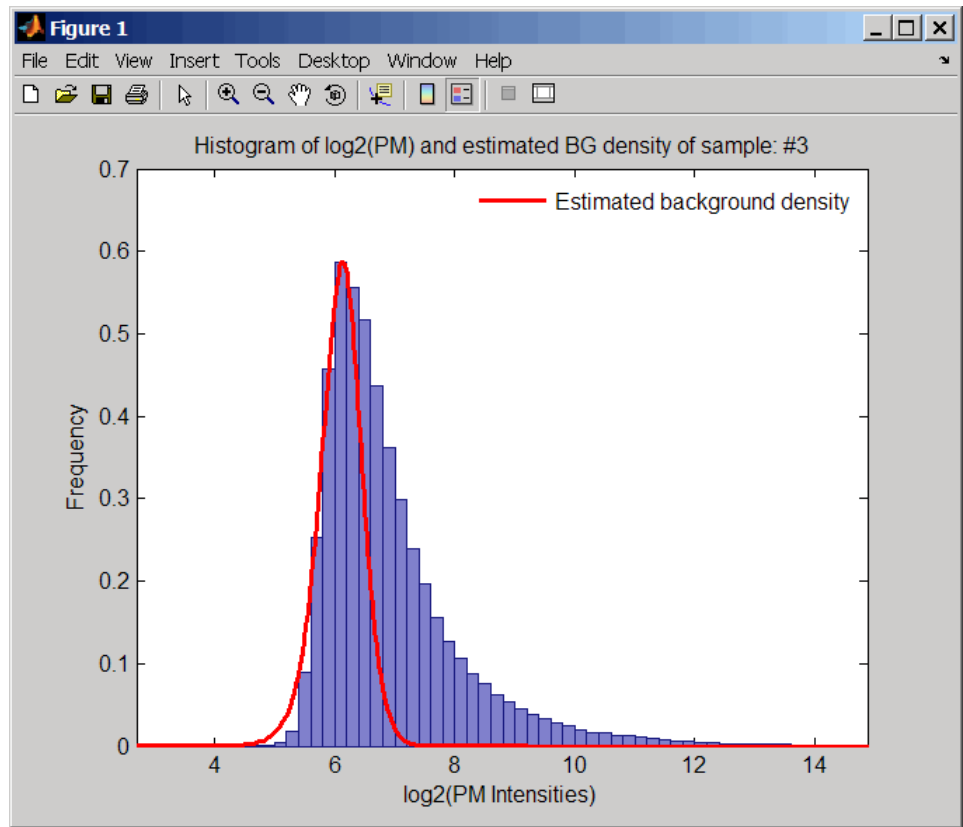 Figure 1
File Edit View Insert Tools Desktop Window Help
Histogram of log2(PM) and estimated BG density of sample: #3
Estimated background density
0.7
0.6
0.5
0.4
0.3
0.2
0.1
0
Frequency
4 6 8 10 12 14
log2(PM Intensities)